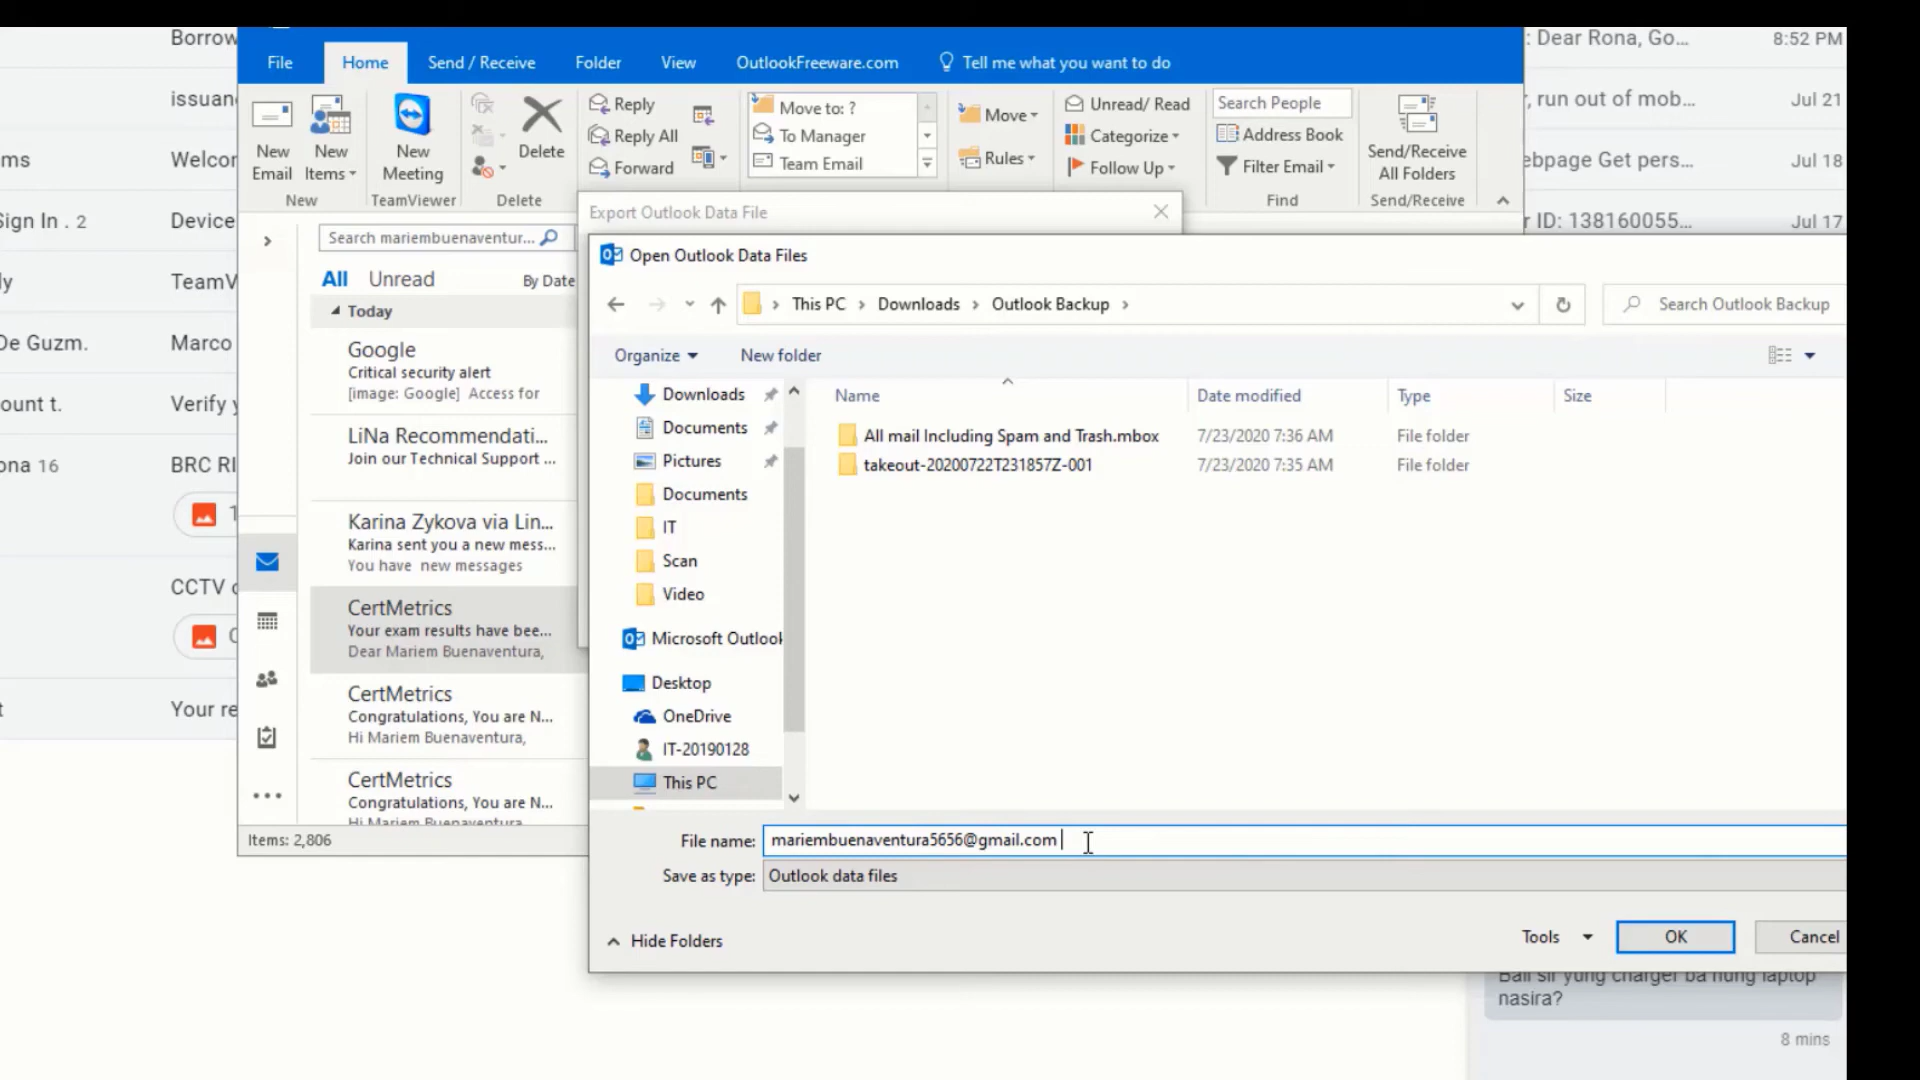 Borrow
: Dear Rona, Go... 8:52 PM
File Home Send / Receive Folder View OutlookFreeware.com Tell me what you want to do
issuan
, run out of mob... Jul 21
New Email
New Items
New Meeting
Delete
Reply
Reply All
Forward
Move to: ?
To Manager
Team Email
Move
Rules
Unread/ Read
Categorize
Follow Up
Search People
Address Book
Filter Email
Send/Receive All Folders
New TeamViewer Delete Find Send/Receive
ms Welcor
ebpage Get pers... Jul 18
Sign In . 2 Device
r ID: 138160055... Jul 17
Export Outlook Data File
Search mariembuenaventur...
All Unread By Date
Today
Google
Critical security alert
[image: Google] Access for
LiNa Recommendati...
Join our Technical Support ...
Karina Zykova via Lin...
Karina sent you a new mess...
You have new messages
CertMetrics
Your exam results have bee...
Dear Mariem Buenaventura,
CertMetrics
Congratulations, You are N...
Hi Mariem Buenaventura,
CertMetrics
Congratulations, You are N...
Hi Mariem Buenaventura,
Items: 2,806
ly TeamV
De Guzm. Marco
ount t. Verify y
ona 16 BRC RI
1
CCTV c
C
t Your re
Open Outlook Data Files
This PC Downloads Outlook Backup
Search Outlook Backup
Organize New folder
Downloads
Documents
Pictures
Documents
IT
Scan
Video
Microsoft Outlook
Desktop
OneDrive
IT-20190128
This PC
Name Date modified Type Size
All mail Including Spam and Trash.mbox 7/23/2020 7:36 AM File folder
takeout-20200722T231857Z-001 7/23/2020 7:35 AM File folder
File name: mariembuenaventura5656@gmail.com
Save as type: Outlook data files
Hide Folders
Tools OK Cancel
Bali sir yung charger ba nung laptop
nasira?
8 mins